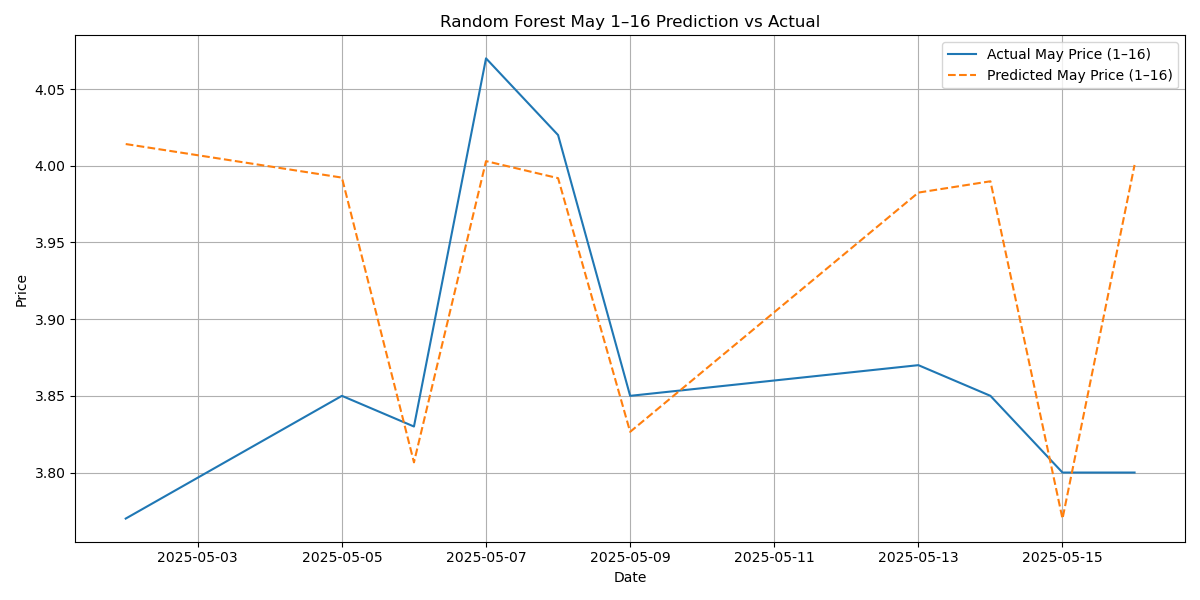 Random Forest May 1–16 Prediction vs Actual
Actual May Price (1–16)
Predicted May Price (1–16)
Price
4.05
4.00
3.95
3.90
3.85
3.80
2025-05-03 2025-05-05 2025-05-07 2025-05-09 2025-05-11 2025-05-13 2025-05-15
Date